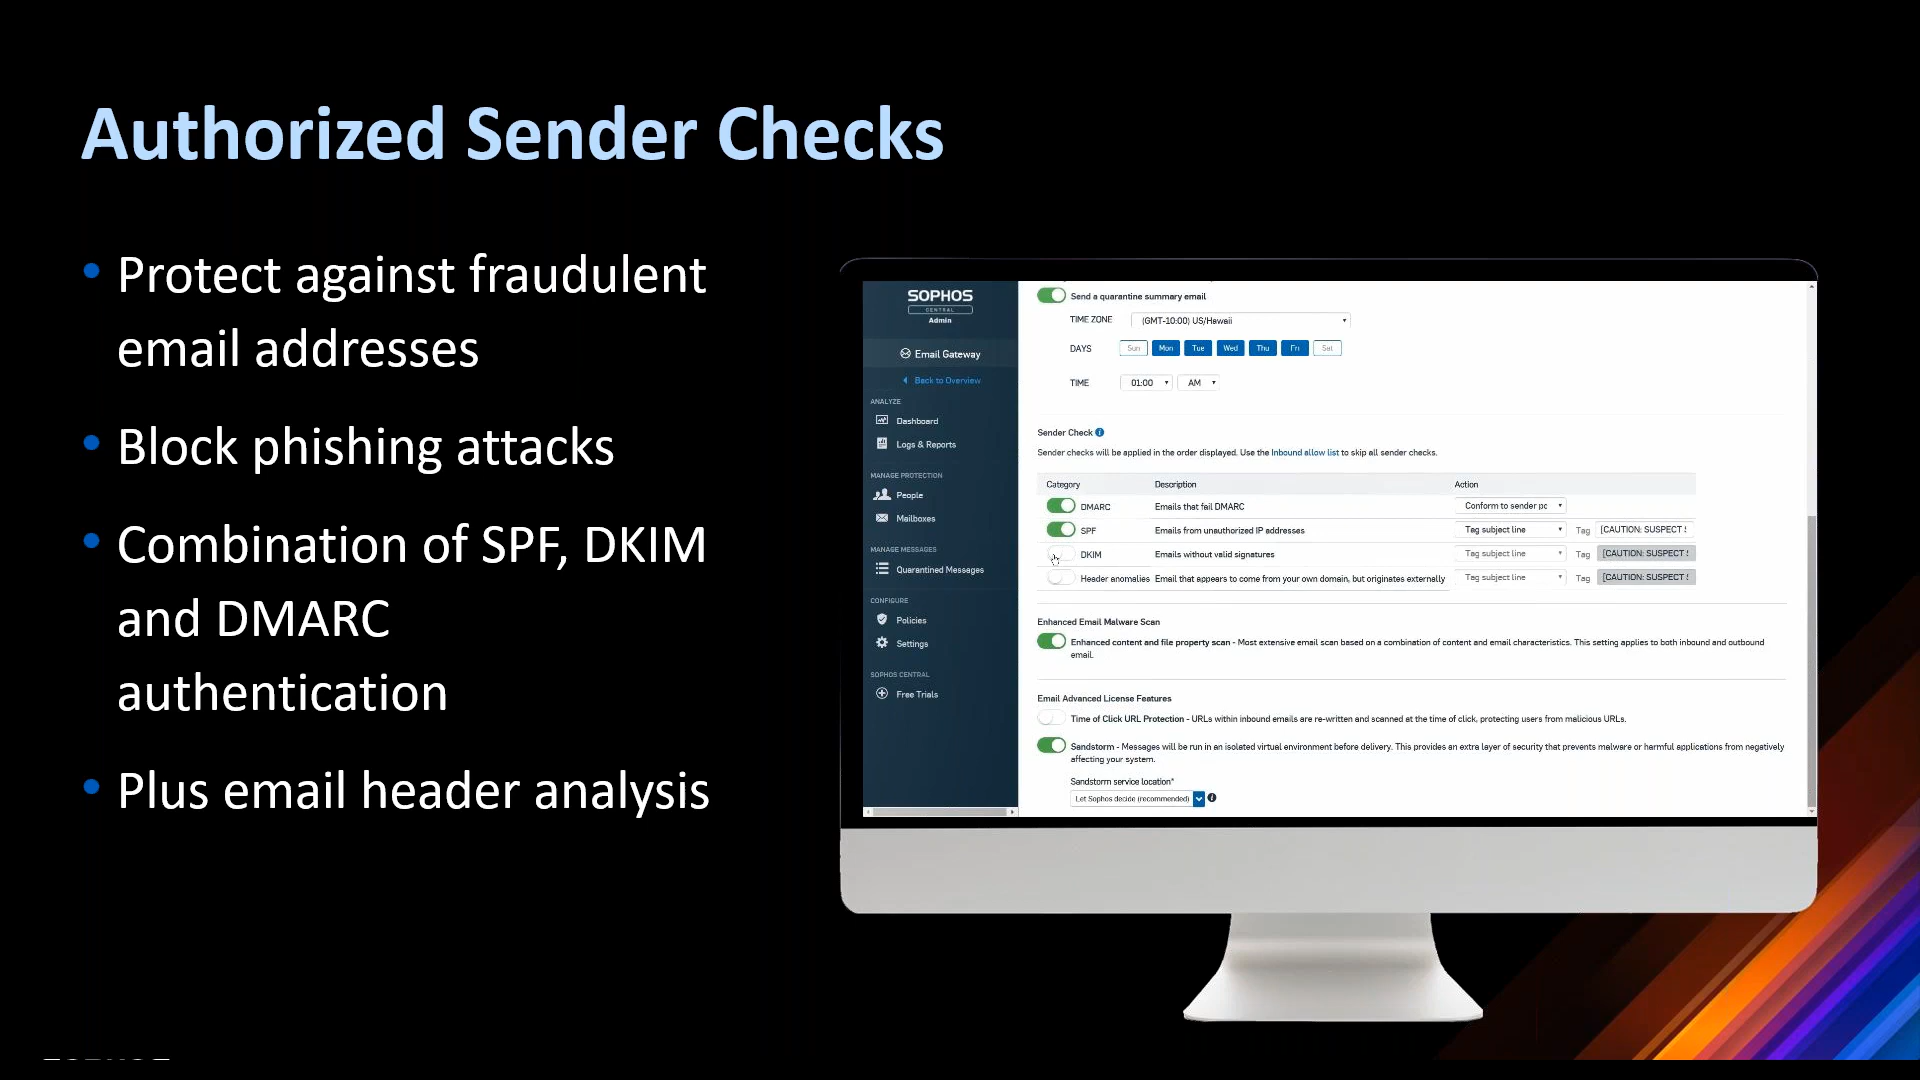 Authorized Sender Checks
Protect against fraudulent
email addresses
Block phishing attacks
Combination of SPF, DKIM
and DMARC
authentication
Plus email header analysis
SOPHOS
CENTRAL
Admin
Email Gateway
Back to Overview
ANALYZE
Dashboard
Logs & Reports
MANAGE PROTECTION
People
Mailboxes
MANAGE MESSAGES
Quarantined Messages
CONFIGURE
Policies
Settings
SOPHOS CENTRAL
Free Trials
Send a quarantine summary email
TIME ZONE (GMT-10:00) US/Hawaii
DAYS Sun Mon Tue Wed Thu Fri Sat
TIME 01:00 AM
Sender Check
Sender checks will be applied in the order displayed. Use the Inbound allow list to skip all sender checks.
Category Description Action
DMARC Emails that fail DMARC Conform to sender pc
SPF Emails from unauthorized IP addresses Tag subject line Tag [CAUTION: SUSPECT
DKIM Emails without valid signatures Tag subject line Tag [CAUTION: SUSPECT
Header anomalies Email that appears to come from your own domain, but originates externally Tag subject line Tag [CAUTION: SUSPECT
Enhanced Email Malware Scan
Enhanced content and file property scan - Most extensive email scan based on a combination of content and email characteristics. This setting applies to both inbound and outbound
email.
Email Advanced License Features
Time of Click URL Protection - URLs within inbound emails are re-written and scanned at the time of click, protecting users from malicious URLs.
Sandstorm - Messages will be run in an isolated virtual environment before delivery. This provides an extra layer of security that prevents malware or harmful applications from negatively
affecting your system.
Sandstorm service location*
Let Sophos decide (recommended)